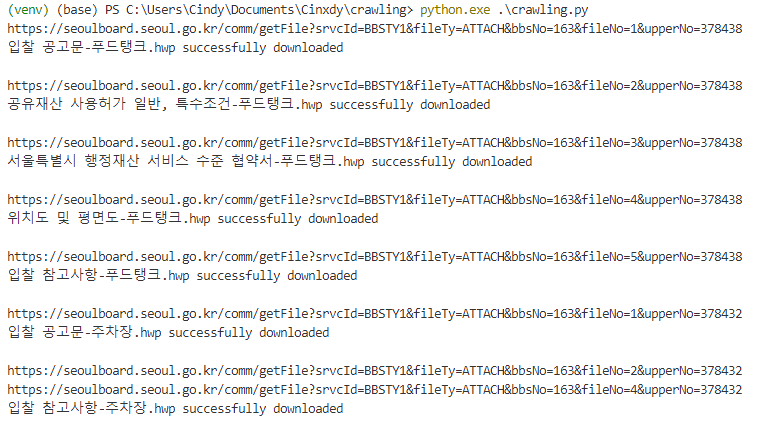 (venv) (base) PS C:\Users\Cindy\Documents\Cinxdy\crawling> python.exe .\crawling.py
https://seoulboard.seoul.go.kr/comm/getFile?srvcId=BBSTY1&fileTy=ATTACH&bbsNo=163&fileNo=1&upperNo=378438
입찰 공고문-푸드탱크.hwp successfully downloaded
https://seoulboard.seoul.go.kr/comm/getFile?srvcId=BBSTY1&fileTy=ATTACH&bbsNo=163&fileNo=2&upperNo=378438
공유재산 사용허가 일반, 특수조건-푸드탱크.hwp successfully downloaded
https://seoulboard.seoul.go.kr/comm/getFile?srvcId=BBSTY1&fileTy=ATTACH&bbsNo=163&fileNo=3&upperNo=378438
서울특별시 행정재산 서비스 수준 협약서-푸드탱크.hwp successfully downloaded
https://seoulboard.seoul.go.kr/comm/getFile?srvcId=BBSTY1&fileTy=ATTACH&bbsNo=163&fileNo=4&upperNo=378438
위치도 및 평면도-푸드탱크.hwp successfully downloaded
https://seoulboard.seoul.go.kr/comm/getFile?srvcId=BBSTY1&fileTy=ATTACH&bbsNo=163&fileNo=5&upperNo=378438
입찰 참고사항-푸드탱크.hwp successfully downloaded
https://seoulboard.seoul.go.kr/comm/getFile?srvcId=BBSTY1&fileTy=ATTACH&bbsNo=163&fileNo=1&upperNo=378432
입찰 공고문-주차장.hwp successfully downloaded
https://seoulboard.seoul.go.kr/comm/getFile?srvcId=BBSTY1&fileTy=ATTACH&bbsNo=163&fileNo=2&upperNo=378432
https://seoulboard.seoul.go.kr/comm/getFile?srvcId=BBSTY1&fileTy=ATTACH&bbsNo=163&fileNo=4&upperNo=378432
입찰 참고사항-주차장.hwp successfully downloaded